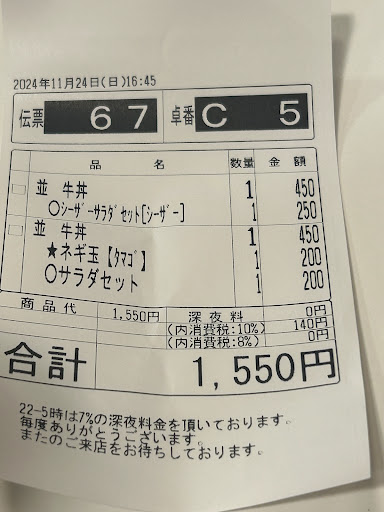 2024年11月24日(日)16:45
伝票 67 卓番 C 5
品 名 数量 金 額
並 牛丼 1 450
○シーザーサラダセット[シーザー] 1 250
並 牛丼 1 450
★ネギ玉【タマゴ】 1 200
○サラダセット 1 200
商品代 1,550円 深夜料 0円
(内消費税:10%) 140円
(内消費税:8%) 0円
合計 1,550円
22-5時は7%の深夜料金を頂いております。
毎度ありがとうございます。
またのご来店をお待ちしております。